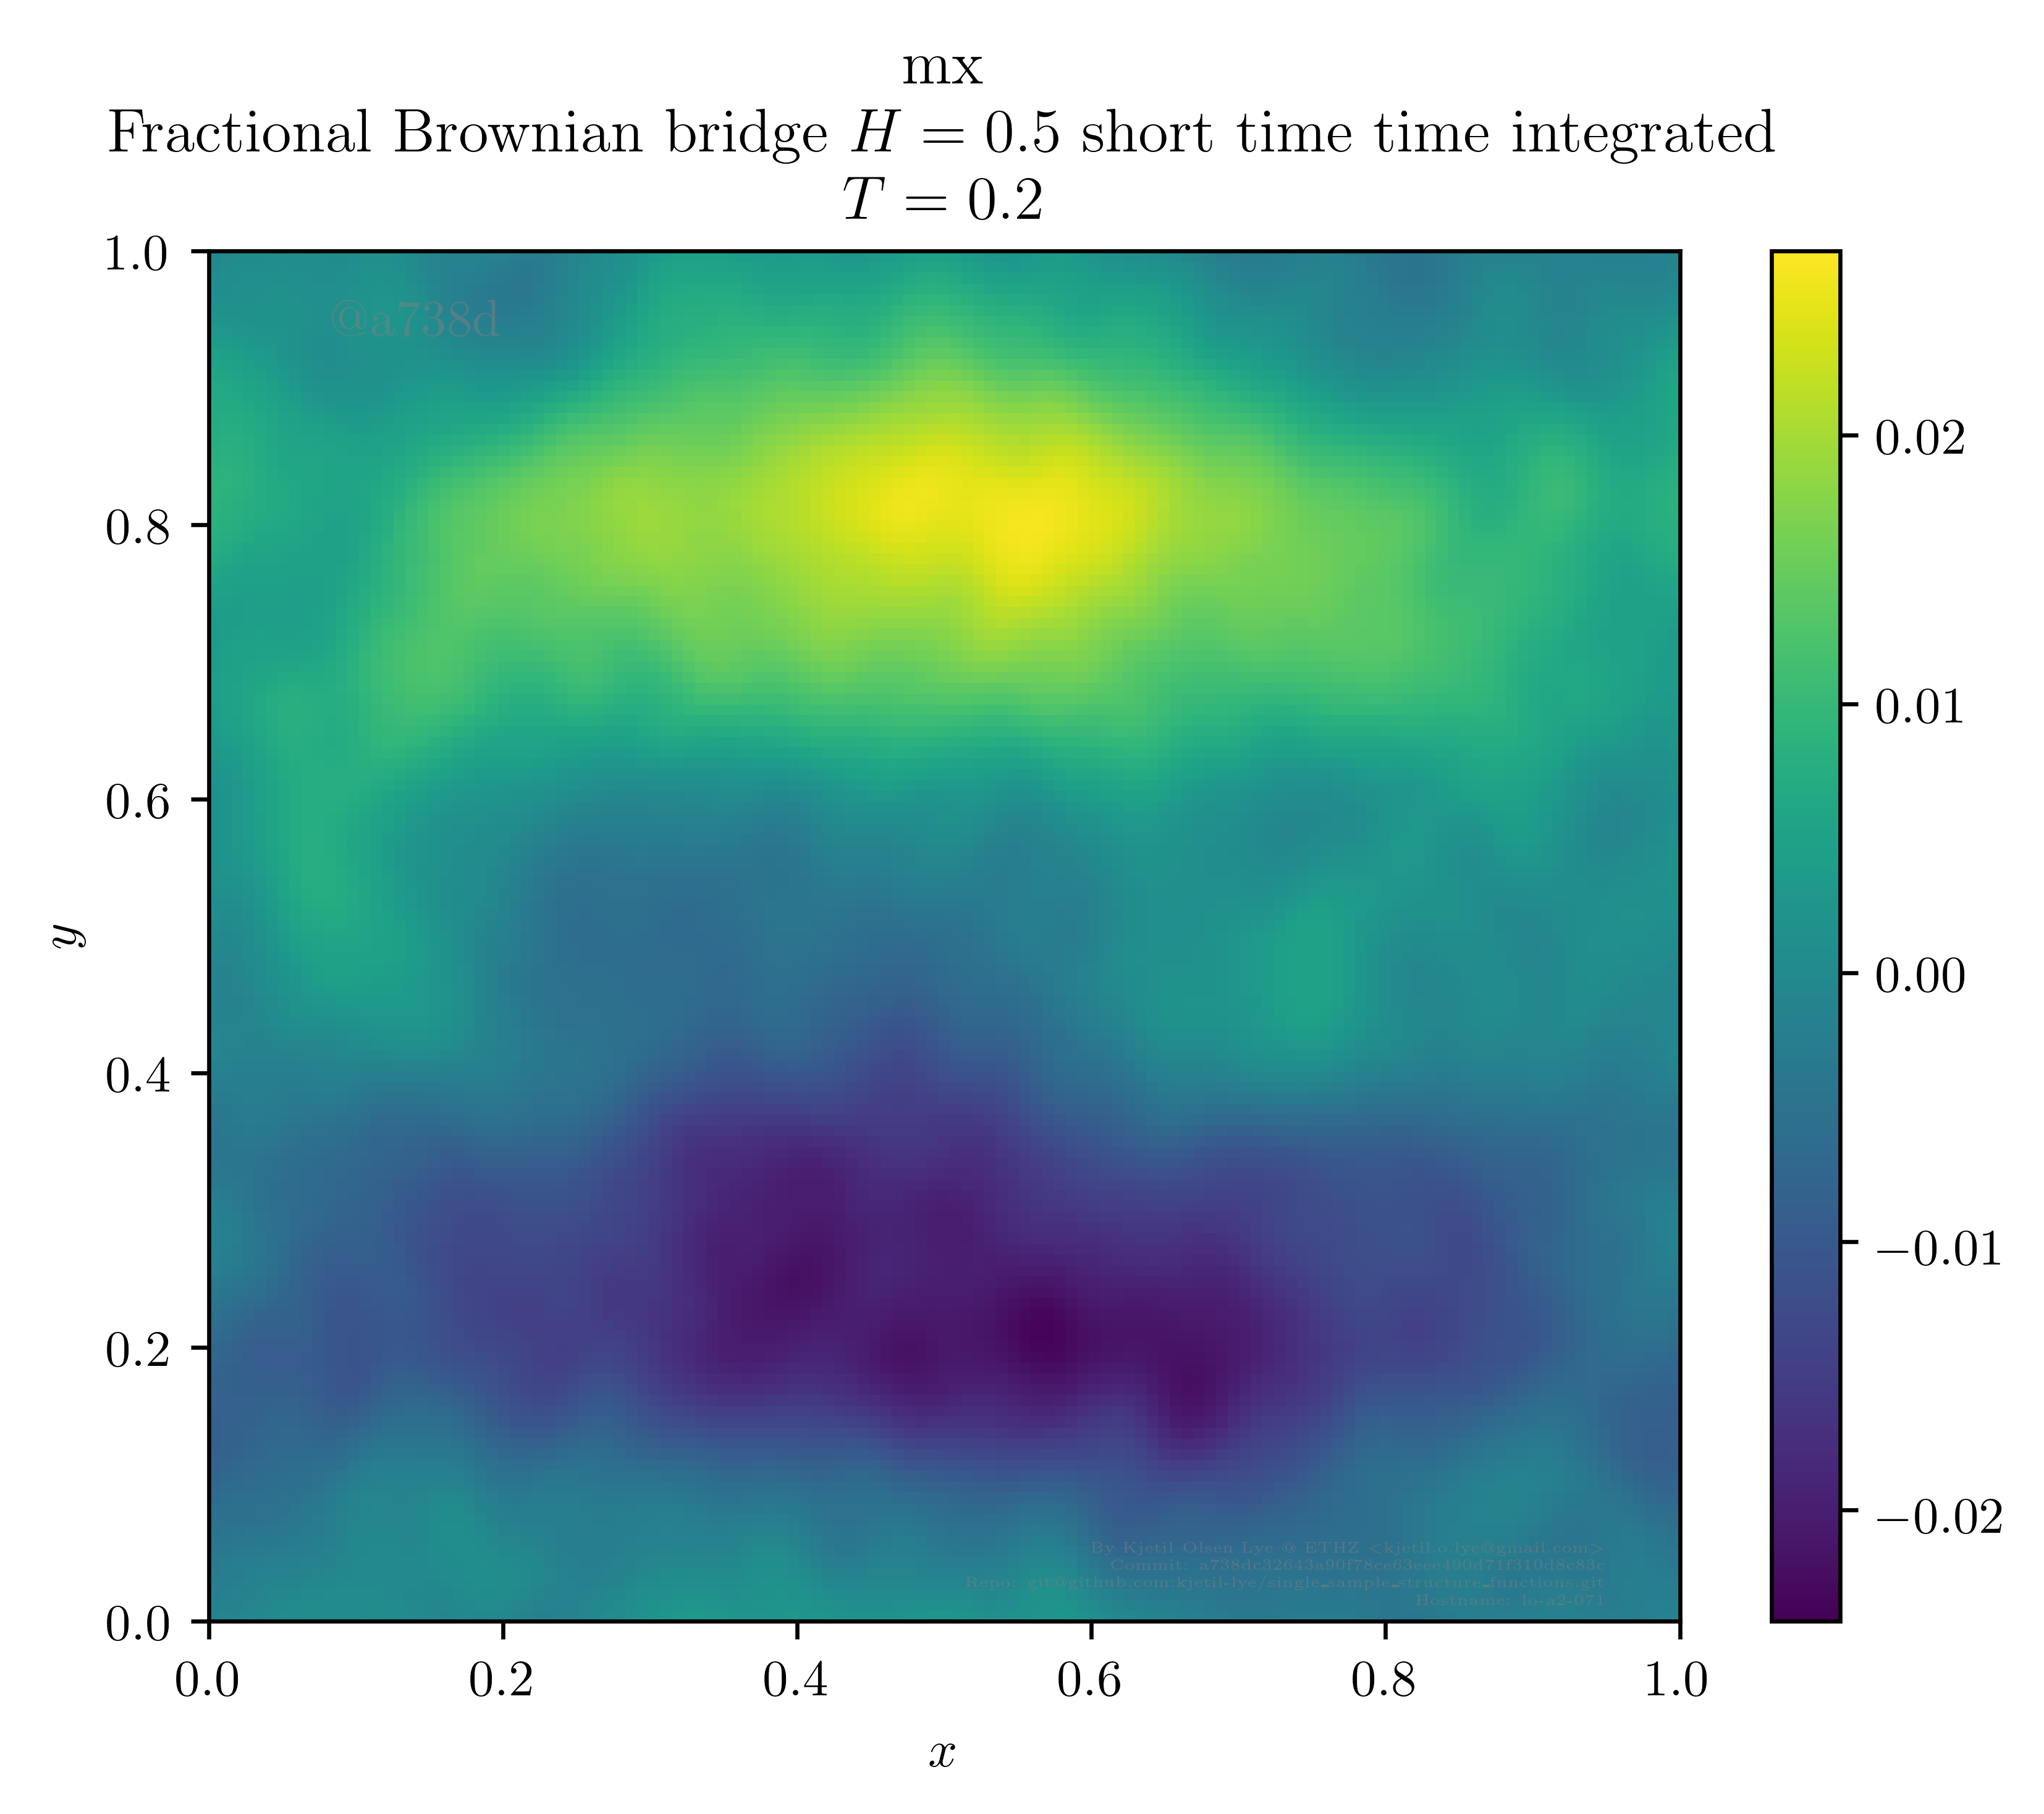 mx
Fractional Brownian bridge H = 0.5 short time time integrated
T = 0.2
1.0
@a738d
0.02
0.8
0.01
0.6
y
0.00
0.4
−0.01
0.2
−0.02
By Kjetil Olsen Lye @ ETHZ <kjetil.o.lye@gmail.com>
Commit: a738dc32643a90f78ce63eee490d71f310d8c83c
Repo: git@github.com:kjetil-lye/single_sample_structure_functions.git
Hostname: lo-a2-071
0.0
0.0 0.2 0.4 0.6 0.8 1.0
x